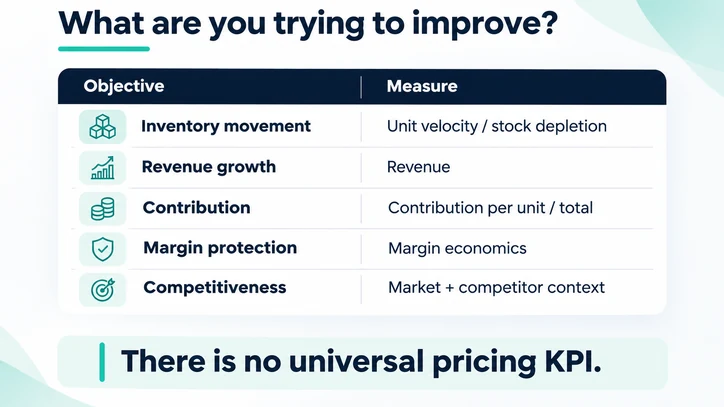 What are you trying to improve?
Objective Measure
Inventory movement Unit velocity / stock depletion
Revenue growth Revenue
Contribution Contribution per unit / total
Margin protection Margin economics
Competitiveness Market + competitor context
There is no universal pricing KPI.